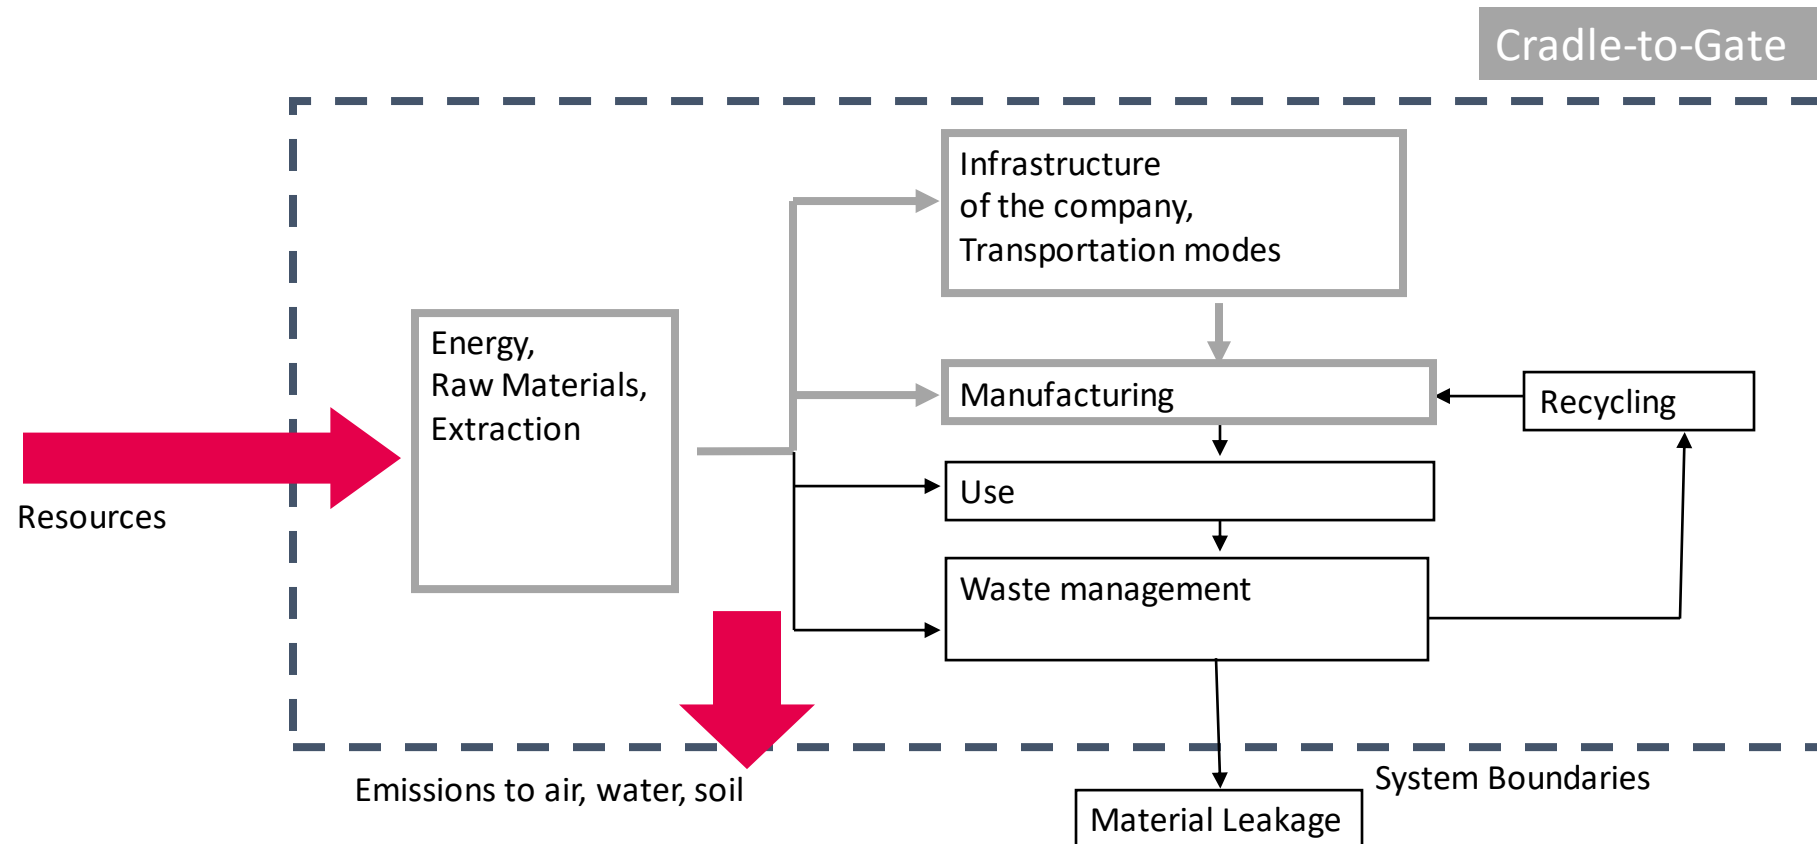 Cradle-to-Gate
Infrastructure
of the company,
Transportation modes
Energy,
Raw Materials,
Extraction
Manufacturing
Recycling
Use
Resources
Waste management
Emissions to air, water, soil
System Boundaries
Material Leakage